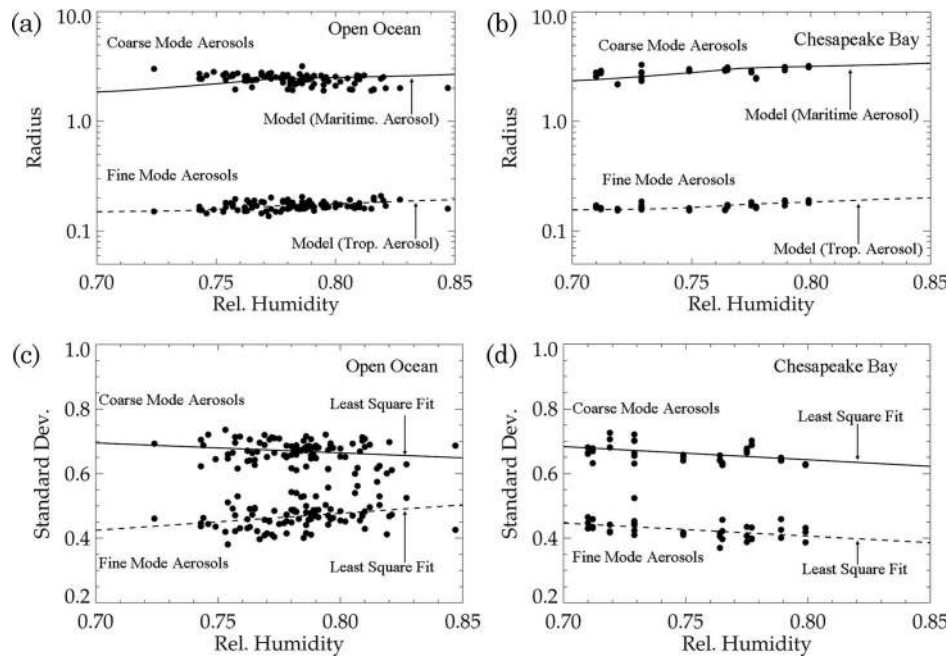 (a)
10.0
Coarse Mode Aerosols
Open Ocean
Radius
1.0
Model (Maritime. Aerosol)
Fine Mode Aerosols
0.1
Model (Trop. Aerosol)
0.70 0.75 0.80 0.85
Rel. Humidity
(b)
10.0
Coarse Mode Aerosols
Chesapeake Bay
Radius
1.0
Model (Maritime Aerosol)
Fine Mode Aerosols
0.1
Model (Trop. Aerosol)
0.70 0.75 0.80 0.85
Rel. Humidity
(c)
1.0
Open Ocean
Coarse Mode Aerosols
Least Square Fit
0.8
Standard Dev.
0.6
0.4
Fine Mode Aerosols
Least Square Fit
0.2
0.70 0.75 0.80 0.85
Rel. Humidity
(d)
1.0
Chesapeake Bay
Coarse Mode Aerosols
Least Square Fit
0.8
Standard Dev.
0.6
0.4
Fine Mode Aerosols
Least Square Fit
0.2
0.70 0.75 0.80 0.85
Rel. Humidity